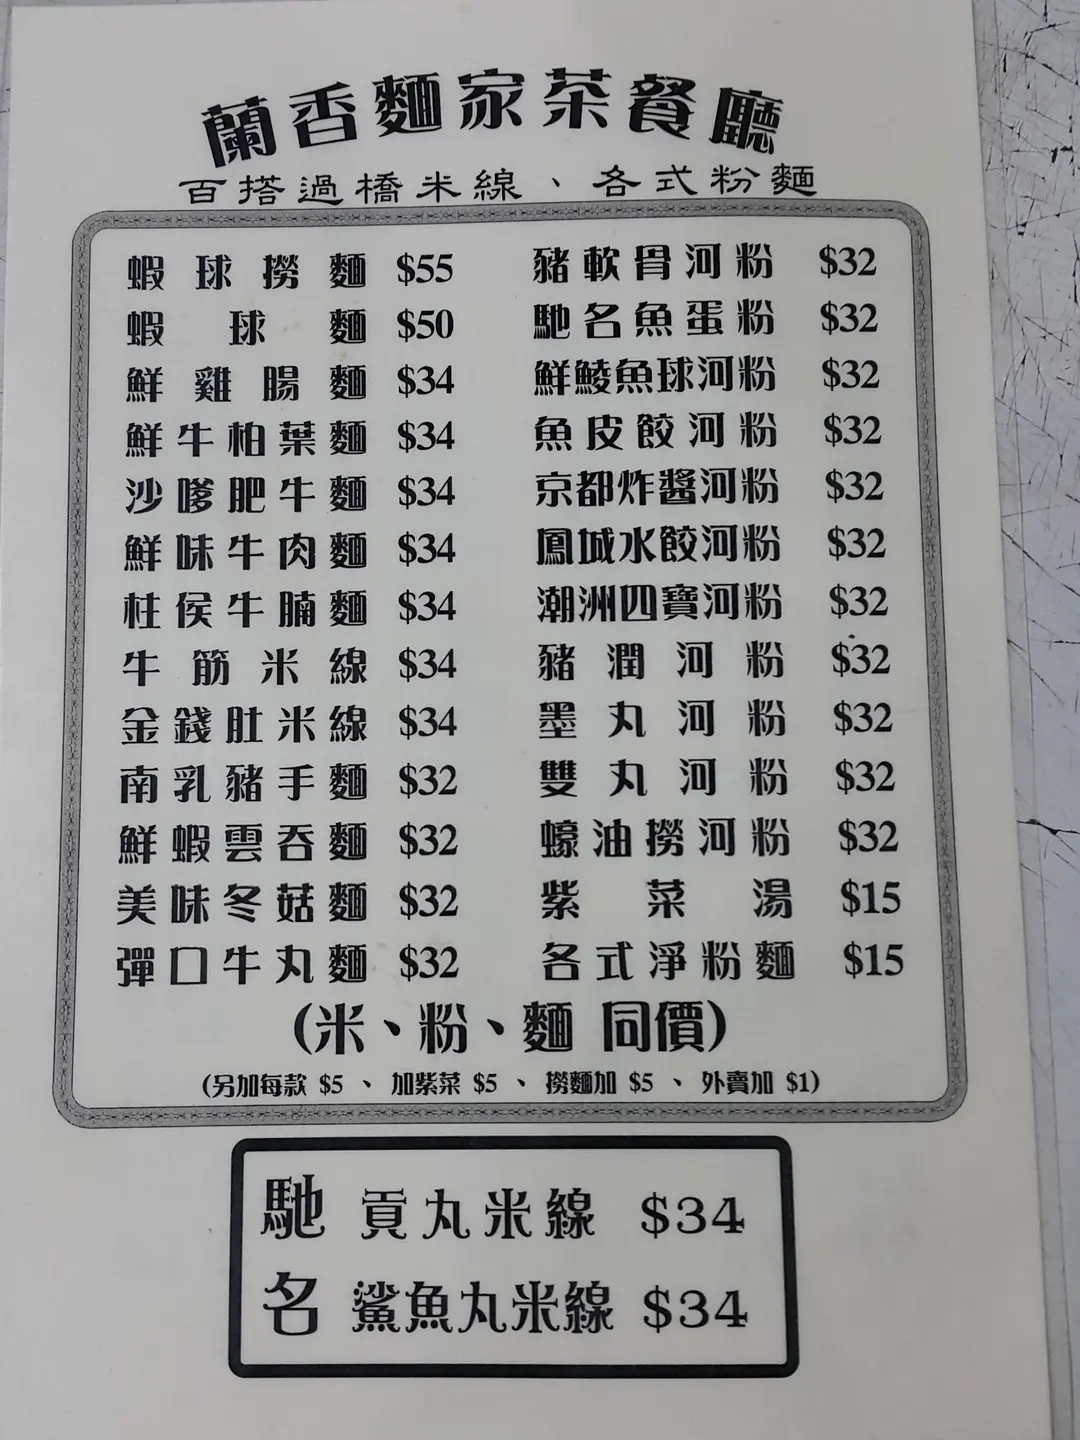 蘭香麵家茶餐廳
百搭過橋米線、各式粉麵
蝦球撈麵 $55
蝦球麵 $50
鮮雞腸麵 $34
鮮牛柏葉麵 $34
沙嗲肥牛麵 $34
鮮味牛肉麵 $34
柱侯牛腩麵 $34
牛筋米線 $34
金錢肚米線 $34
南乳豬手麵 $32
鮮蝦雲吞麵 $32
美味冬菇麵 $32
彈口牛丸麵 $32
豬軟骨河粉 $32
馳名魚蛋粉 $32
鮮鯪魚球河粉 $32
魚皮餃河粉 $32
京都炸醬河粉 $32
鳳城水餃河粉 $32
潮洲四寶河粉 $32
豬潤河粉 $32
墨丸河粉 $32
雙丸河粉 $32
蠔油撈河粉 $32
紫菜湯 $15
各式淨粉麵 $15
(米、粉、麵 同價)
(另加每款 $5 、 加紫菜 $5 、 撈麵加 $5 、 外賣加 $1)
馳名
貢丸米線 $34
鯊魚丸米線 $34